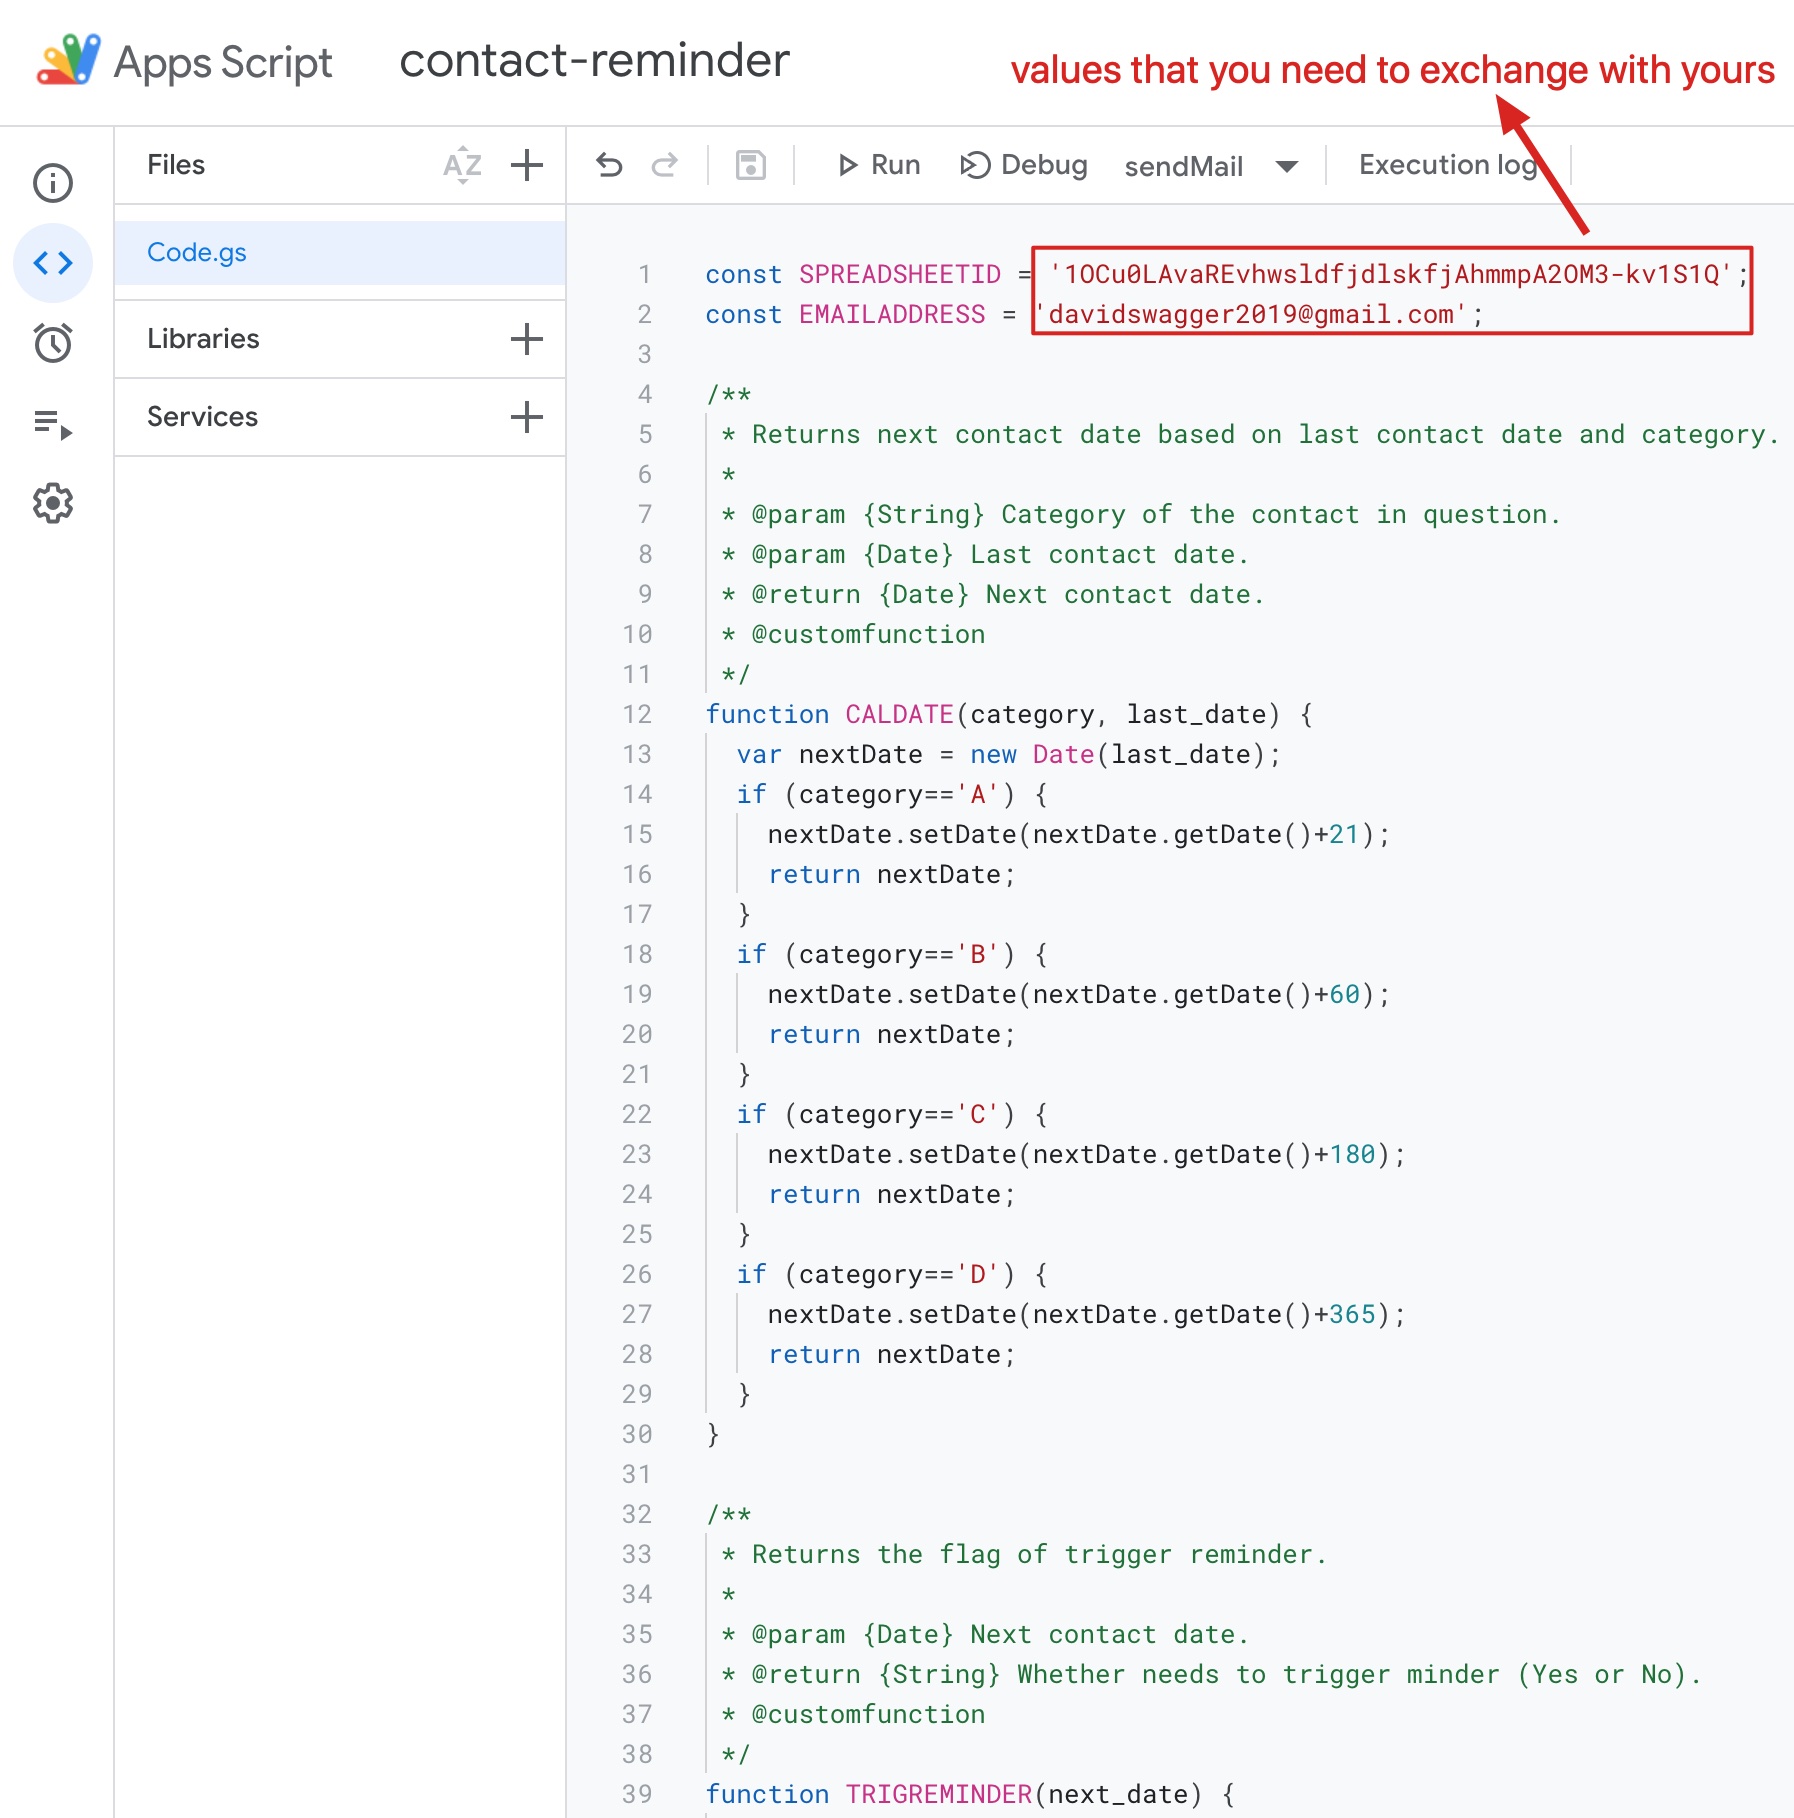 Apps Script contact-reminder
values that you need to exchange with yours
Files AZ
Run Debug sendMail Execution log
Code.gs
Libraries
Services
1 const SPREADSHEETID = '1OCu0LAvaREvhwsldfjdlskfjAhmmpA2OM3-kv1S1Q';
2 const EMAILADDRESS = 'davidswagger2019@gmail.com';
3
4 /**
5 * Returns next contact date based on last contact date and category.
6 *
7 * @param {String} Category of the contact in question.
8 * @param {Date} Last contact date.
9 * @return {Date} Next contact date.
10 * @customfunction
11 */
12 function CALDATE(category, last_date) {
13 var nextDate = new Date(last_date);
14 if (category=='A') {
15 nextDate.setDate(nextDate.getDate()+21);
16 return nextDate;
17 }
18 if (category=='B') {
19 nextDate.setDate(nextDate.getDate()+60);
20 return nextDate;
21 }
22 if (category=='C') {
23 nextDate.setDate(nextDate.getDate()+180);
24 return nextDate;
25 }
26 if (category=='D') {
27 nextDate.setDate(nextDate.getDate()+365);
28 return nextDate;
29 }
30 }
31
32 /**
33 * Returns the flag of trigger reminder.
34 *
35 * @param {Date} Next contact date.
36 * @return {String} Whether needs to trigger minder (Yes or No).
37 * @customfunction
38 */
39 function TRIGREMINDER(next_date) {